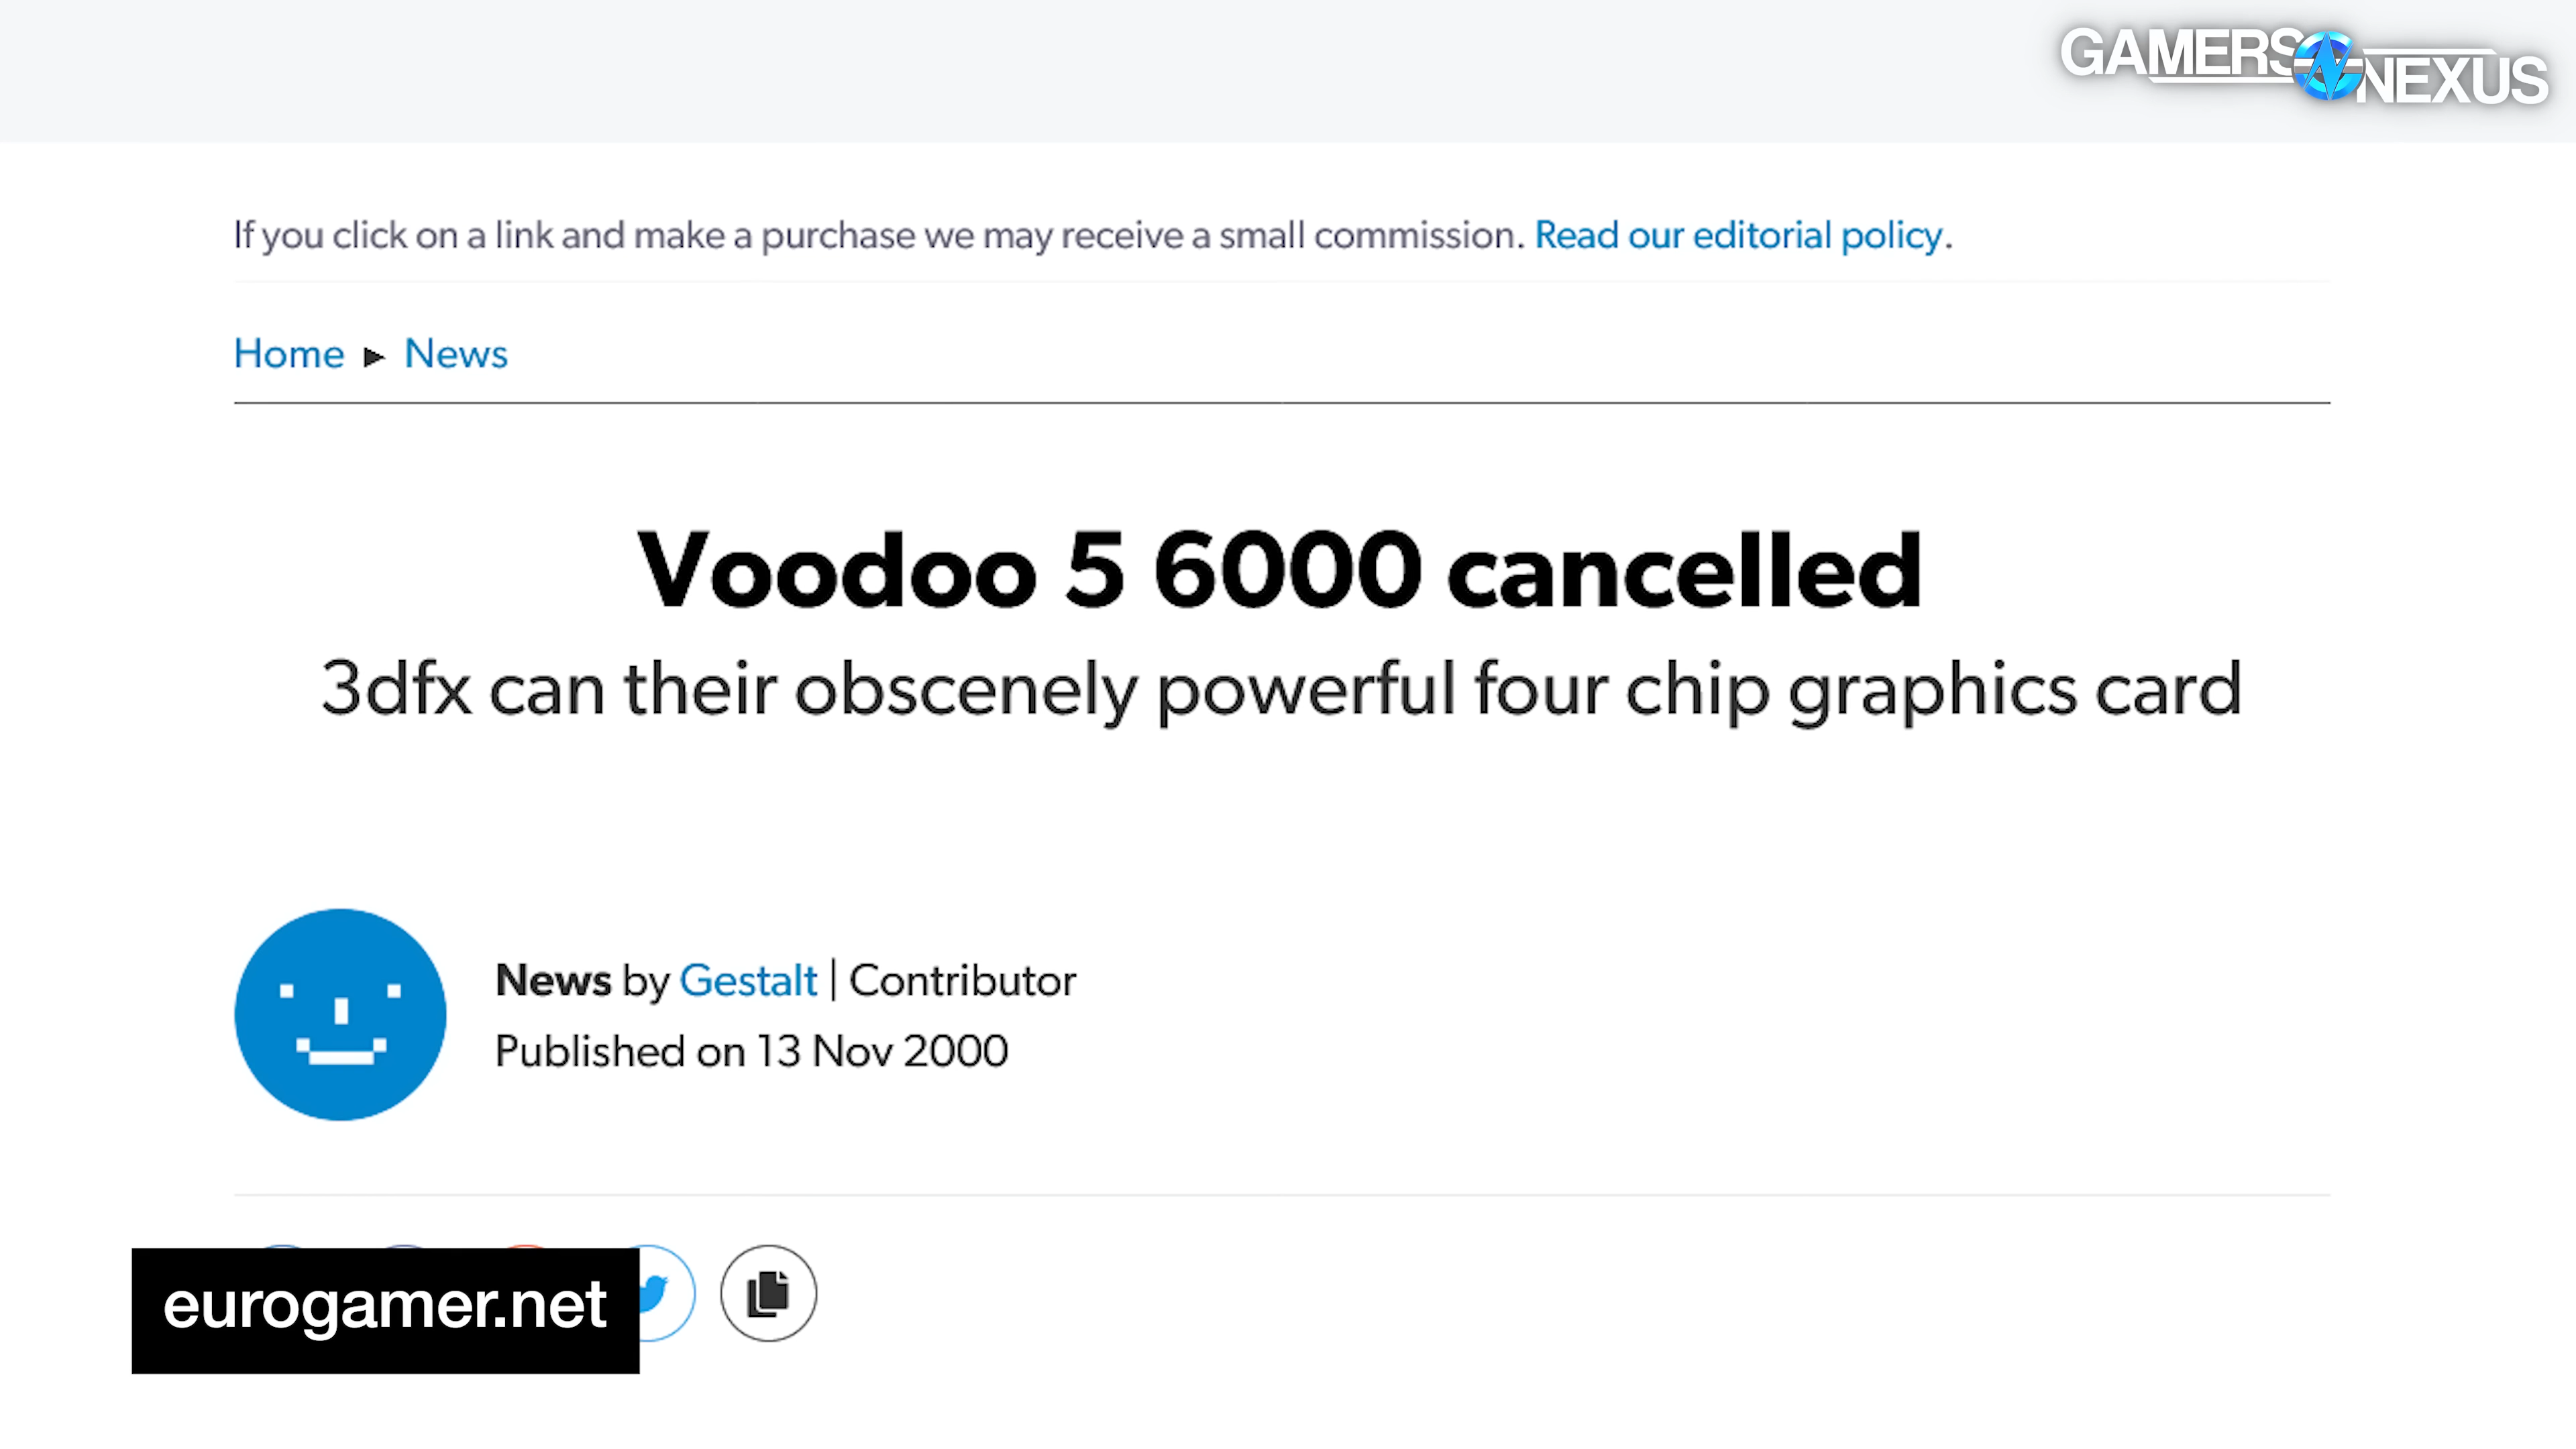 GAMERS NEXUS
If you click on a link and make a purchase we may receive a small commission. Read our editorial policy.
Home ▶ News
Voodoo 5 6000 cancelled
3dfx can their obscenely powerful four chip graphics card
News by Gestalt | Contributor
Published on 13 Nov 2000
eurogamer.net